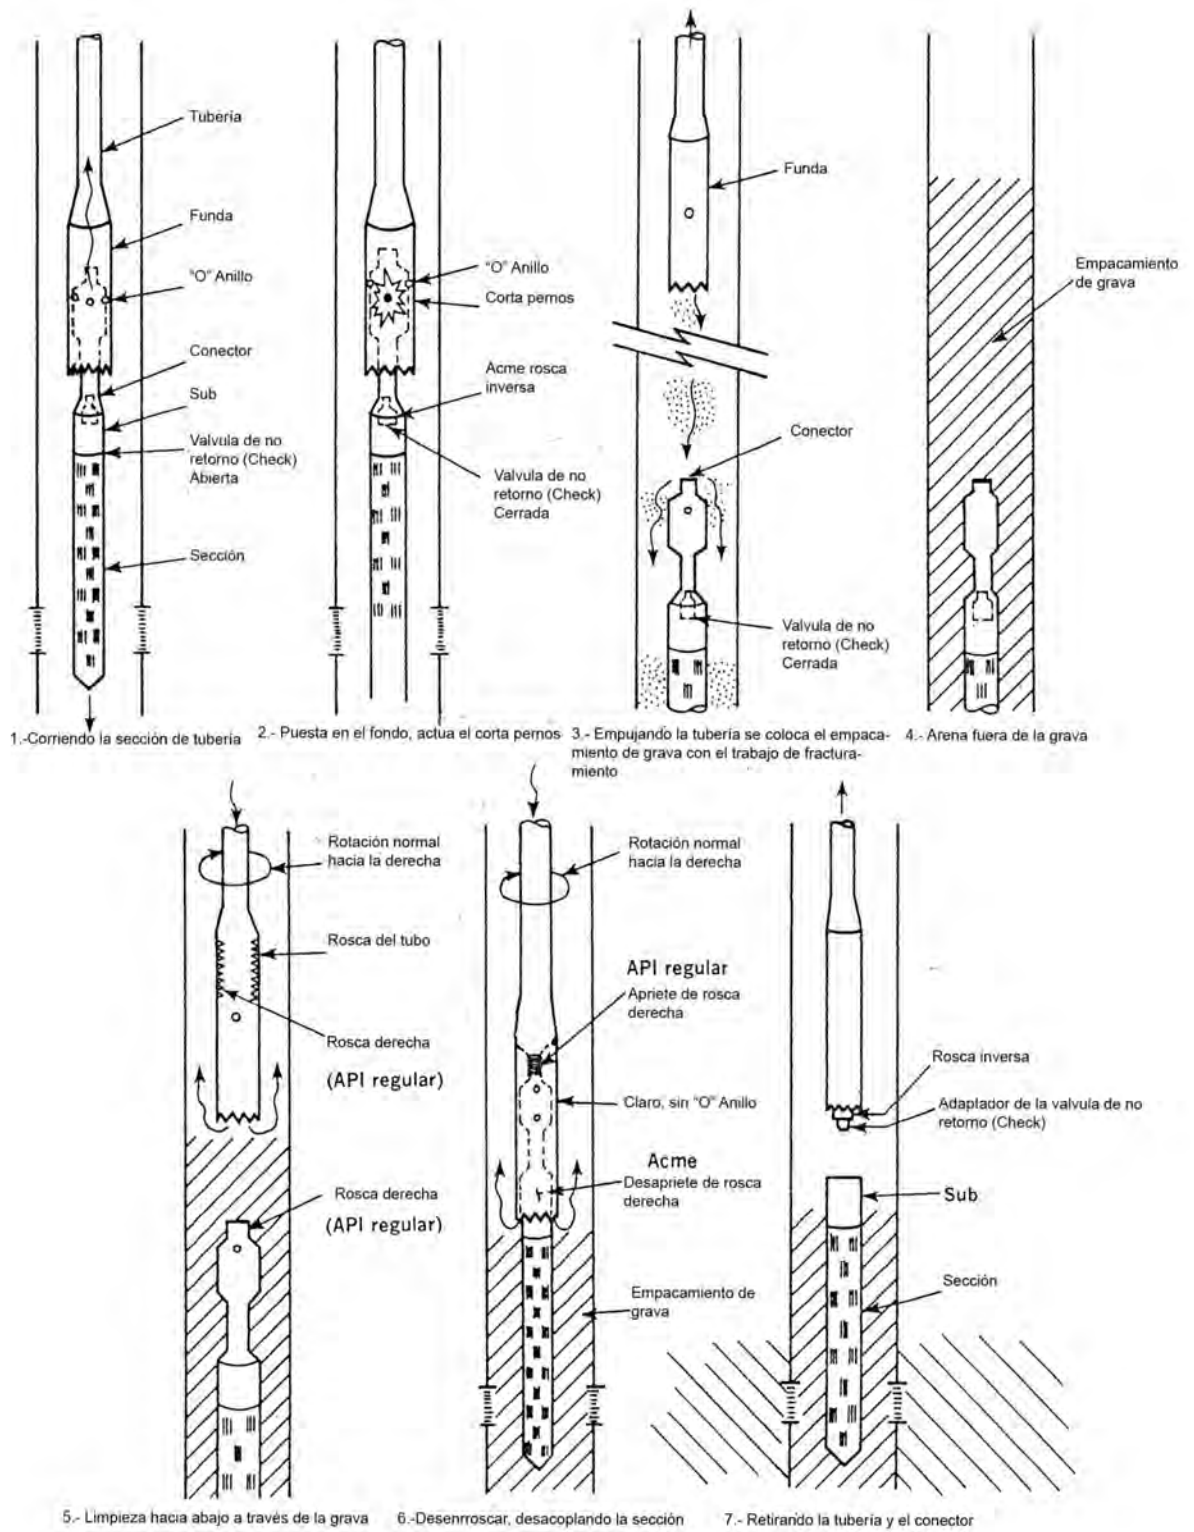 Tubería
Funda
"O" Anillo
Conector
Sub
Valvula de no
retorno (Check)
Abierta
Sección
1.-Corriendo la sección de tubería
"O" Anillo
Corta pernos
Acme rosca
inversa
Valvula de no
retorno (Check)
Cerrada
2.- Puesta en el fondo, actua el corta pernos
Funda
Conector
Valvula de no
retorno (Check)
Cerrada
3.- Empujando la tubería se coloca el empaca-
miento de grava con el trabajo de fractura-
miento
Empacamiento
de grava
4.- Arena fuera de la grava
Rotación normal
hacia la derecha
Rosca del tubo
Rosca derecha
(API regular)
Rosca derecha
(API regular)
5.- Limpieza hacia abajo a través de la grava
Rotación normal
hacia la derecha
API regular
Apriete de rosca
derecha
Claro, sin "O" Anillo
Acme
Desapriete de rosca
derecha
Empacamiento de
grava
6.-Desenrroscar, desacoplando la sección
Rosca inversa
Adaptador de la valvula de no
retorno (Check)
Sub
Sección
7.- Retirando la tubería y el conector